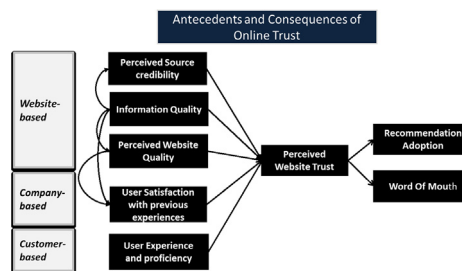 Antecedents and Consequences of
Online Trust
Website-
based
Company-
based
Customer-
based
Perceived Source
credibility
Information Quality
Perceived Website
Quality
User Satisfaction
with previous
experiences
User Experience
and proficiency
Perceived
Website Trust
Recommendation
Adoption
Word Of Mouth